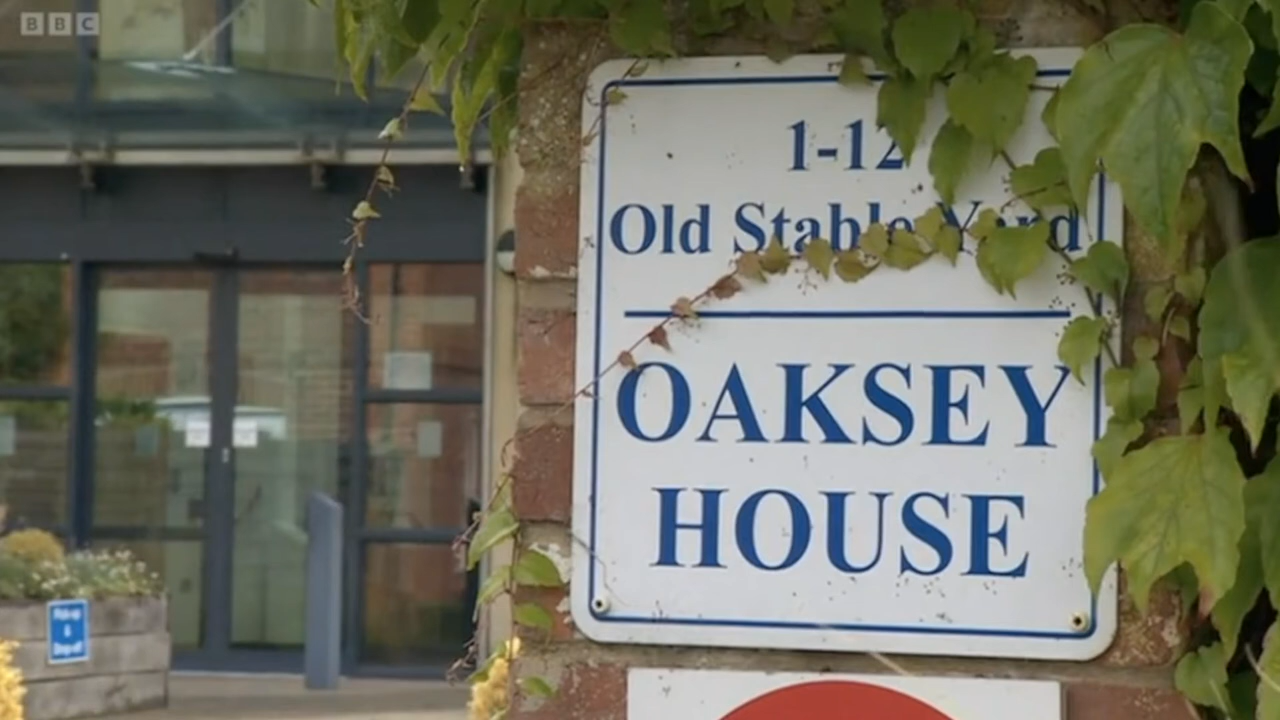 BBC
1-12
Old Stable Yard
OAKSEY
HOUSE
Pick-up
&
Drop-off